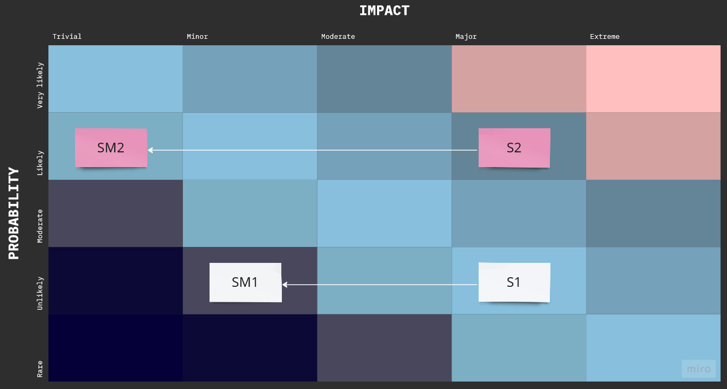 IMPACT
Trivial Minor Moderate Major Extreme
PROBABILITY
Very likely
Likely
SM2 S2
Moderate
Unlikely
SM1 S1
Rare
miro